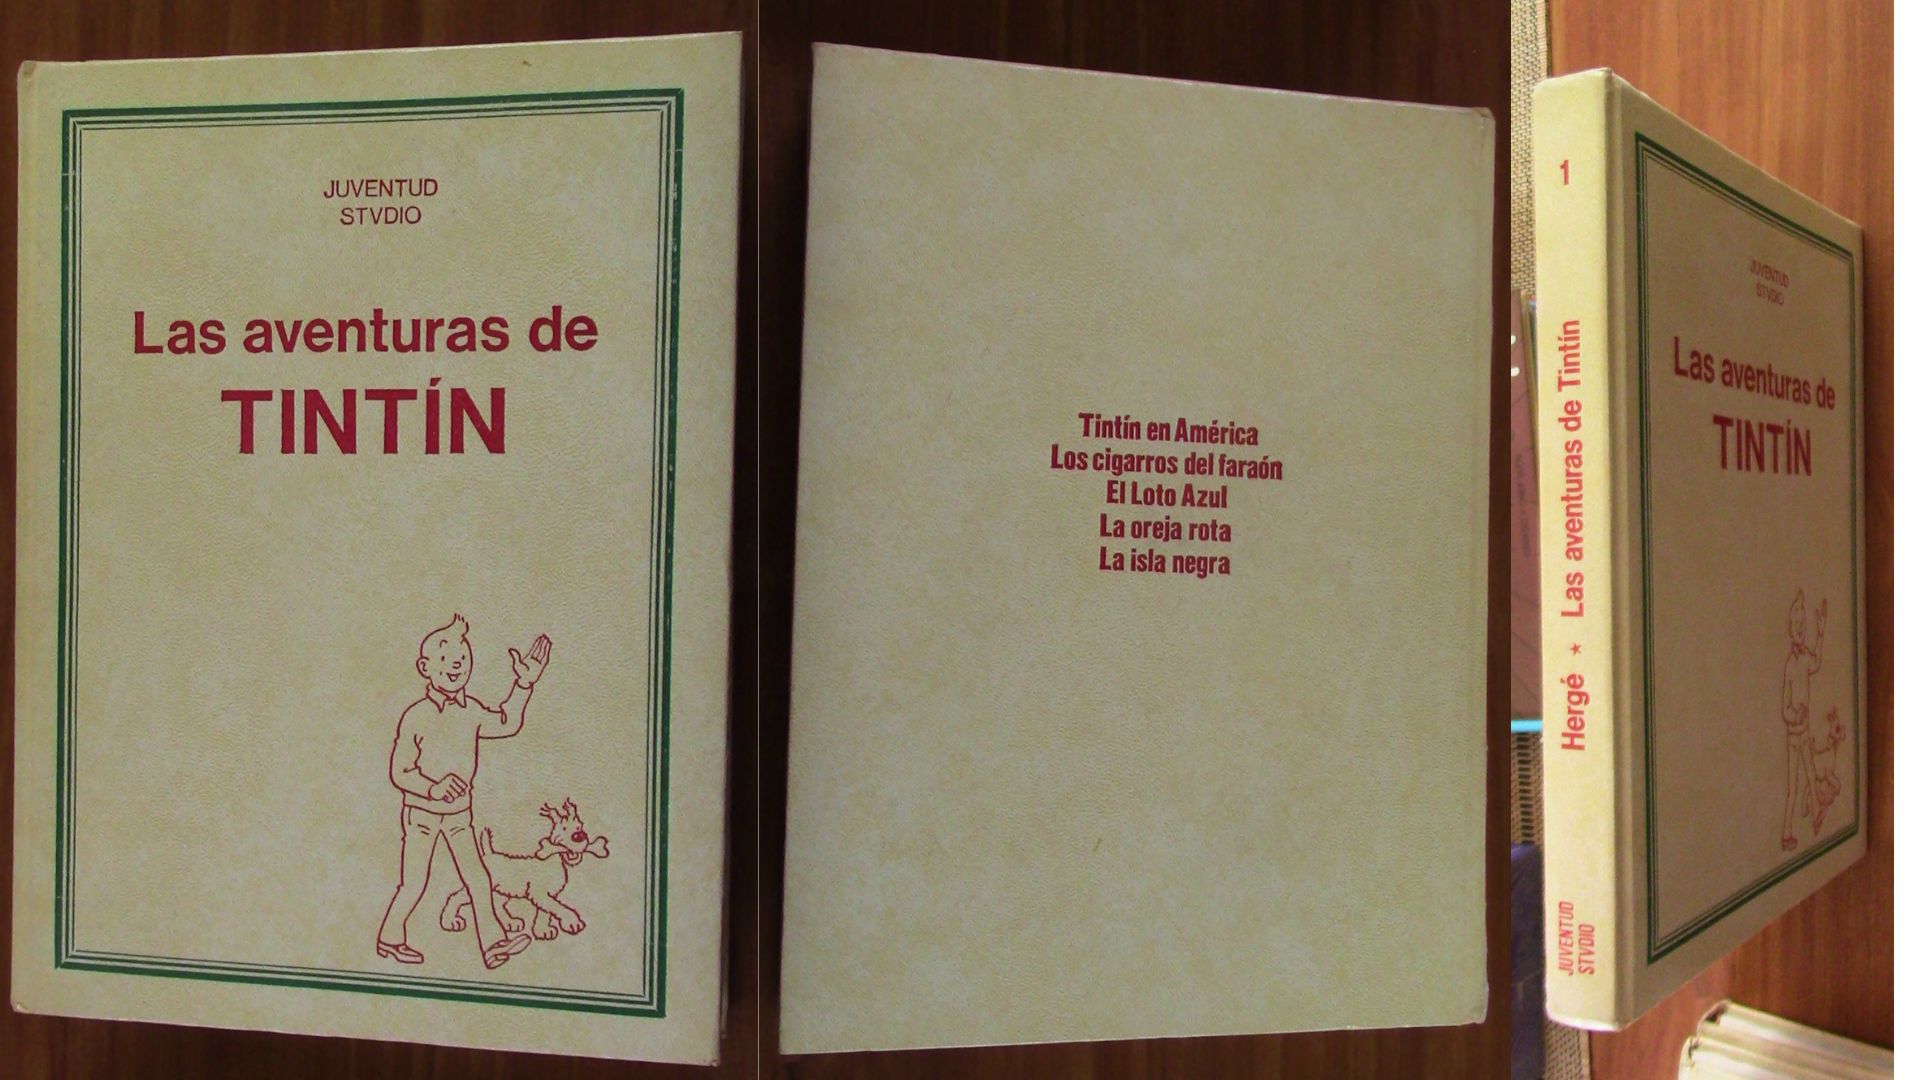 JUVENTUD
STVDIO
Las aventuras de
TINTÍN
Tintín en América
Los cigarros del faraón
El Loto Azul
La oreja rota
La isla negra
1
Hergé ★ Las aventuras de Tintín
JUVENTUD
STVDIO
JUVENTUD
STVDIO
Las aventuras de
TINTÍN